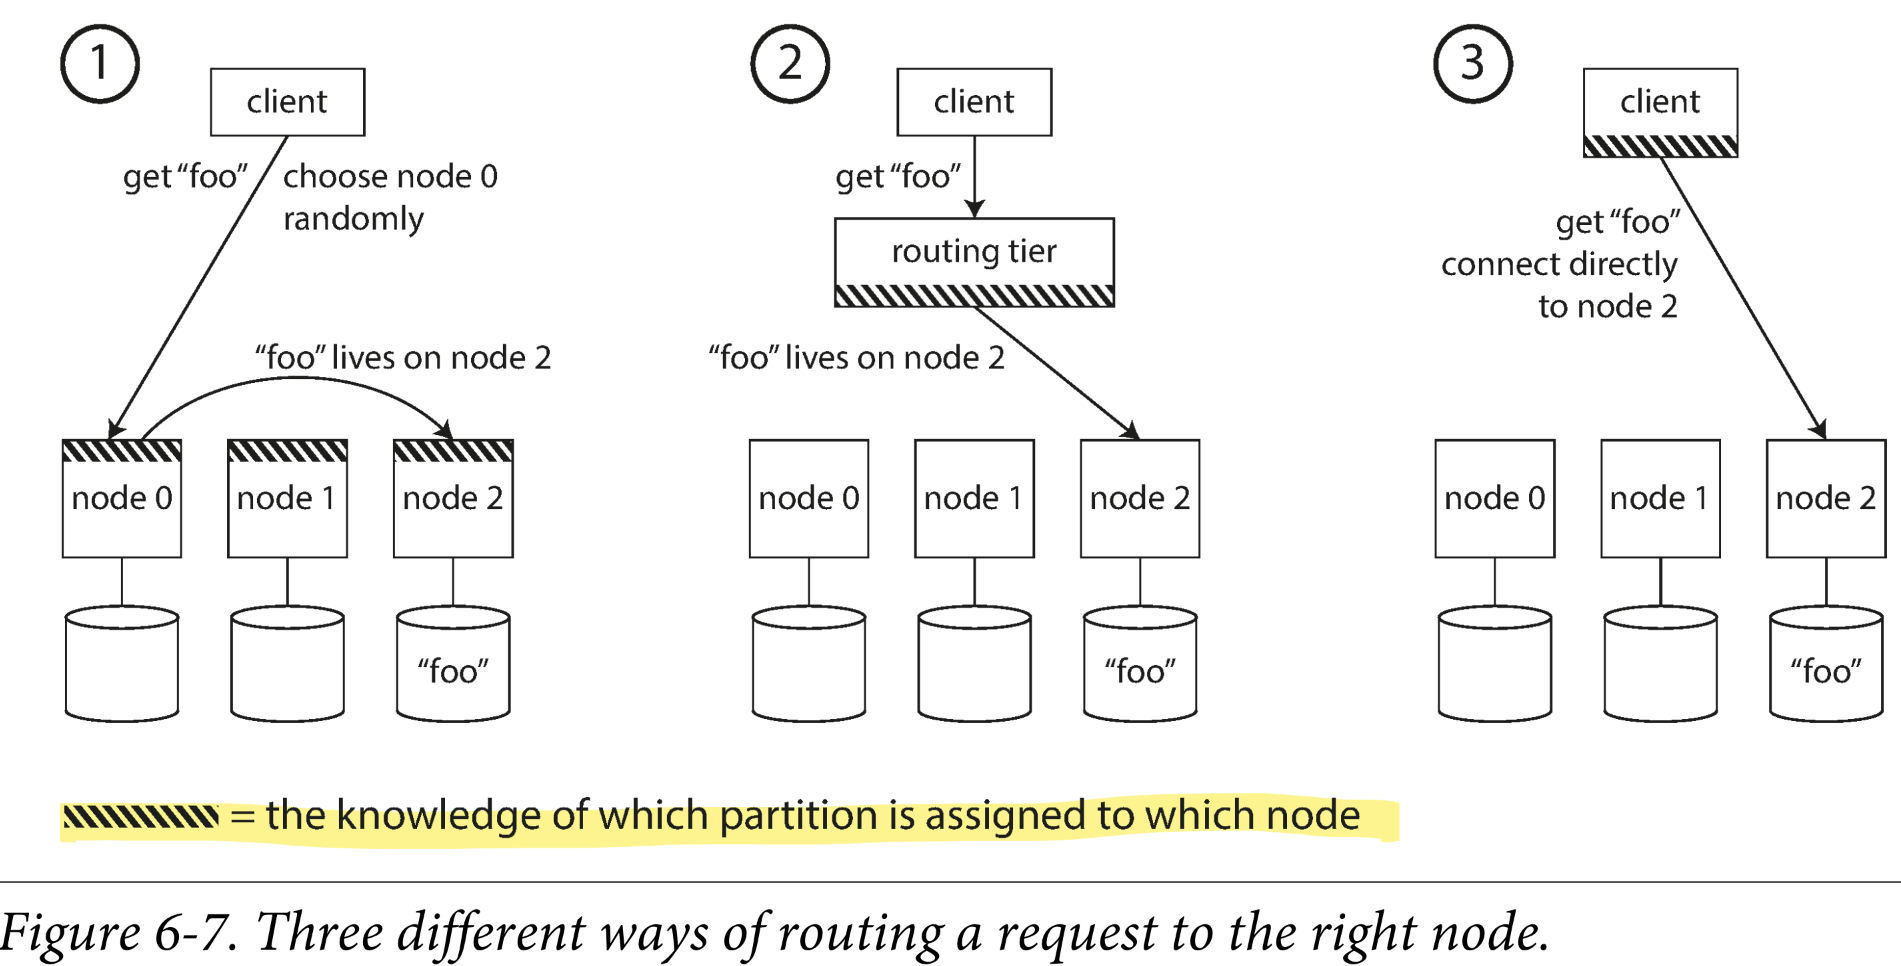 1
client
get “foo”
choose node 0
randomly
“foo” lives on node 2
node 0
node 1
node 2
“foo”
2
client
get “foo”
routing tier
“foo” lives on node 2
node 0
node 1
node 2
“foo”
3
client
get “foo”
connect directly
to node 2
node 0
node 1
node 2
“foo”
= the knowledge of which partition is assigned to which node
Figure 6-7. Three different ways of routing a request to the right node.